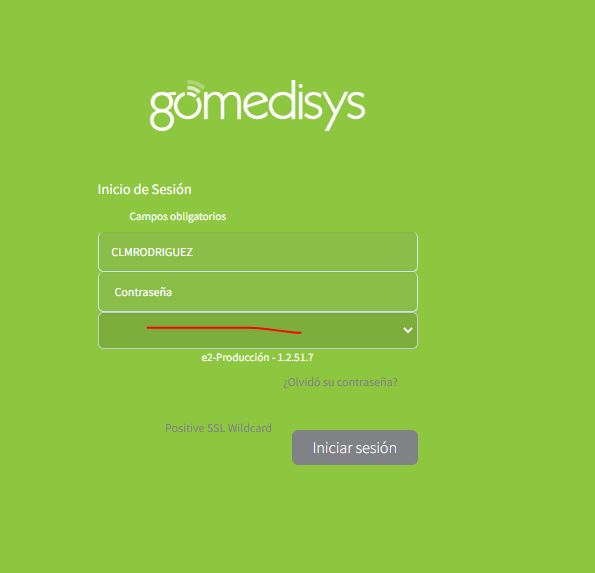 gomedisys
Inicio de Sesión
Campos obligatorios
CLMRODRIGUEZ
Contraseña
e2-Producción - 1.2.51.7
¿Olvidó su contraseña?
Positive SSL Wildcard
Iniciar sesión